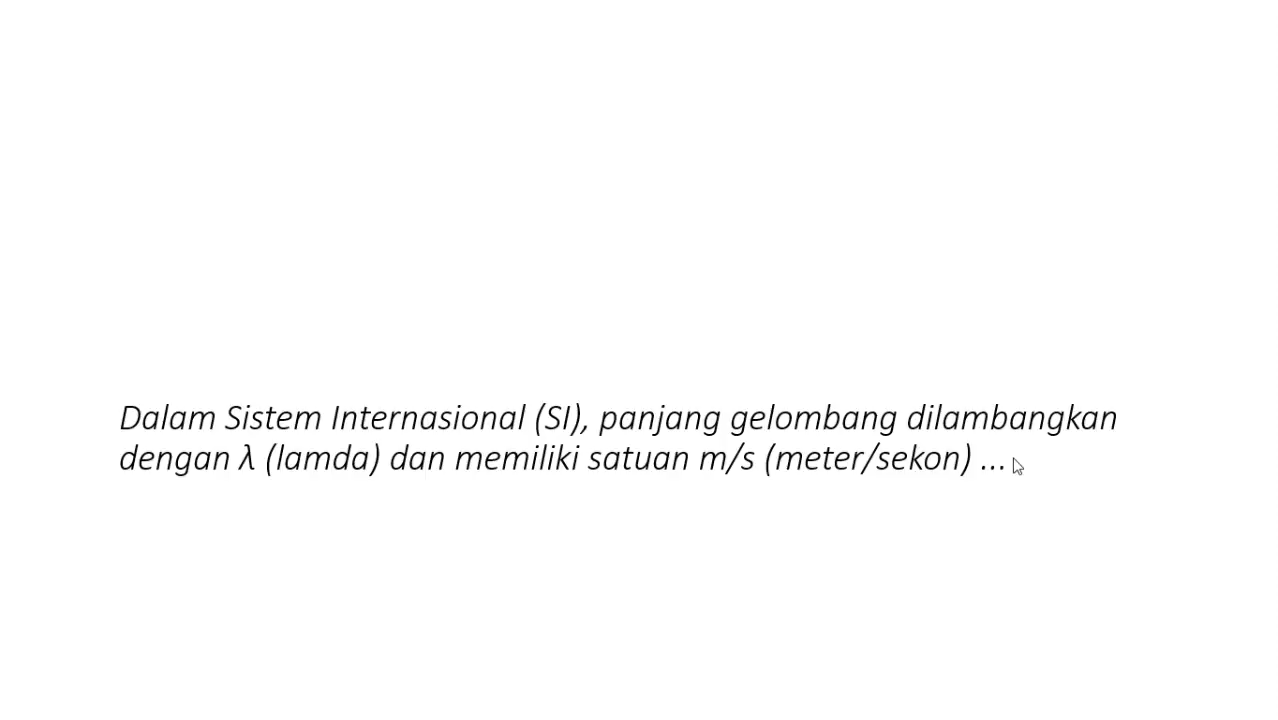 Dalam Sistem Internasional (SI), panjang gelombang dilambangkan
dengan λ (lamda) dan memiliki satuan m/s (meter/sekon) ...